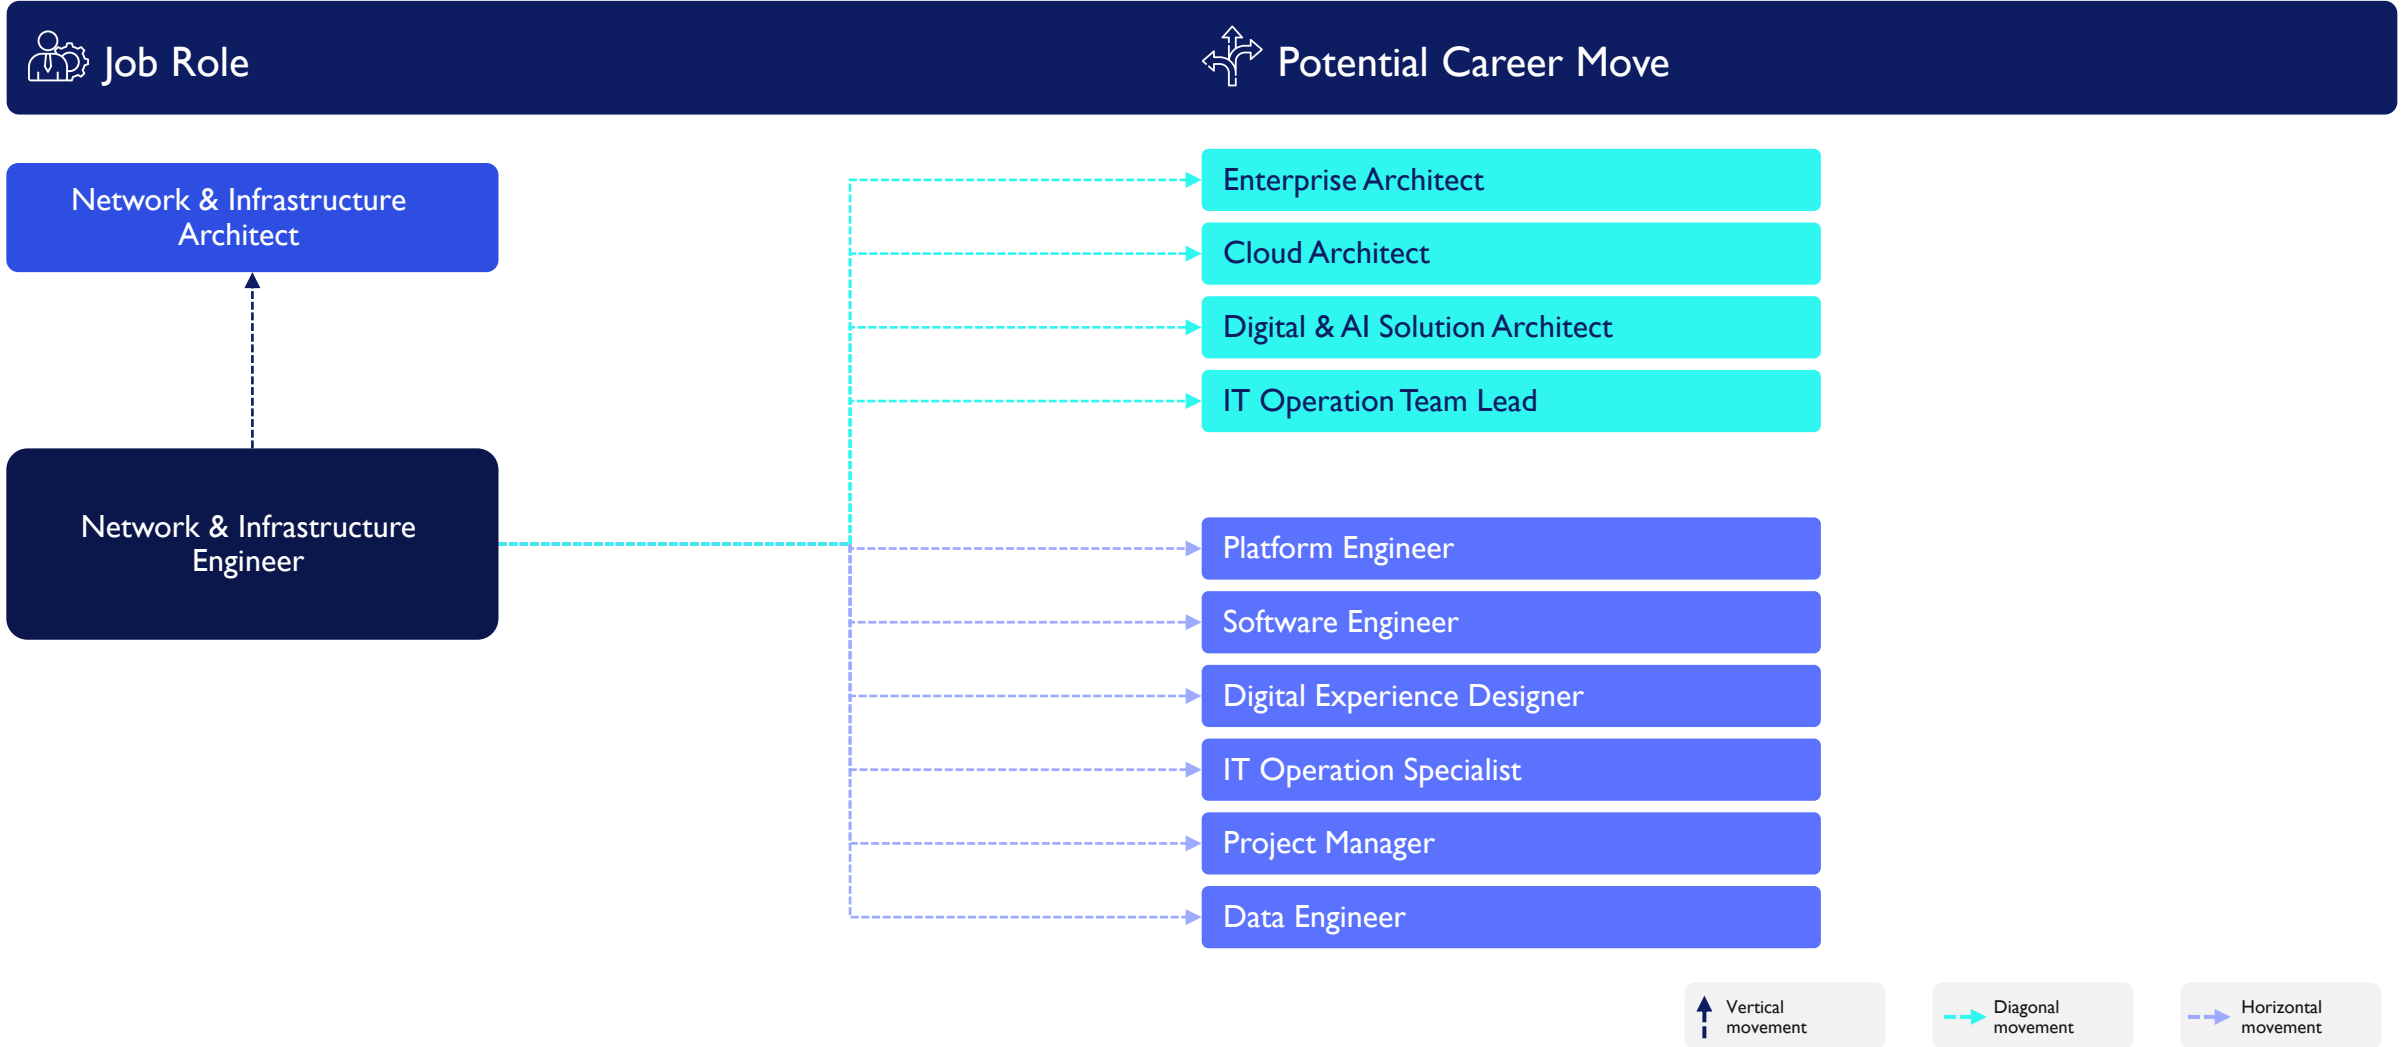 Job Role
Potential Career Move
Network & Infrastructure
Architect
Network & Infrastructure
Engineer
Enterprise Architect
Cloud Architect
Digital & AI Solution Architect
IT Operation Team Lead
Platform Engineer
Software Engineer
Digital Experience Designer
IT Operation Specialist
Project Manager
Data Engineer
Vertical
movement
Diagonal
movement
Horizontal
movement